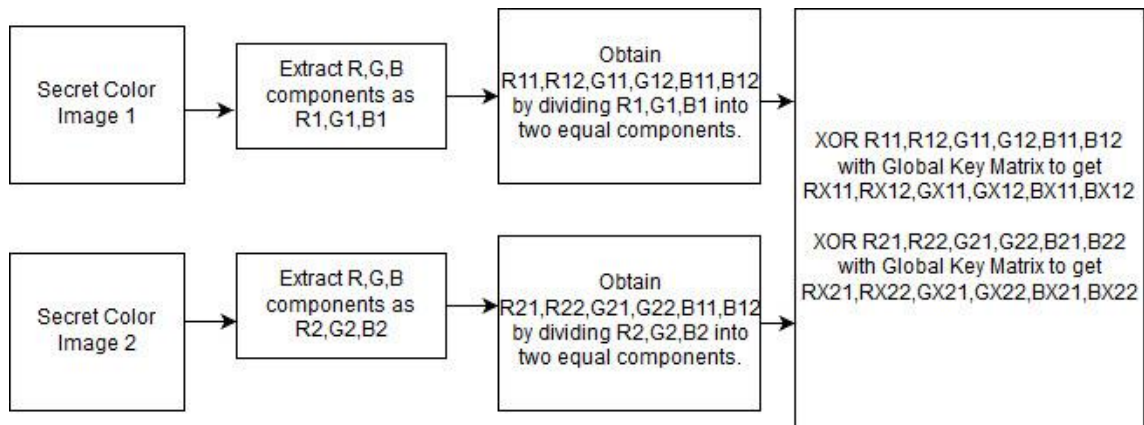 Secret Color
Image 1
Extract R,G,B
components as
R1,G1,B1
Obtain
R11,R12,G11,G12,B11,B12
by dividing R1,G1,B1 into
two equal components.
XOR R11,R12,G11,G12,B11,B12
with Global Key Matrix to get
RX11,RX12,GX11,GX12,BX11,BX12
XOR R21,R22,G21,G22,B21,B22
with Global Key Matrix to get
RX21,RX22,GX21,GX22,BX21,BX22
Secret Color
Image 2
Extract R,G,B
components as
R2,G2,B2
Obtain
R21,R22,G21,G22,B11,B12
by dividing R2,G2,B2 into
two equal components.